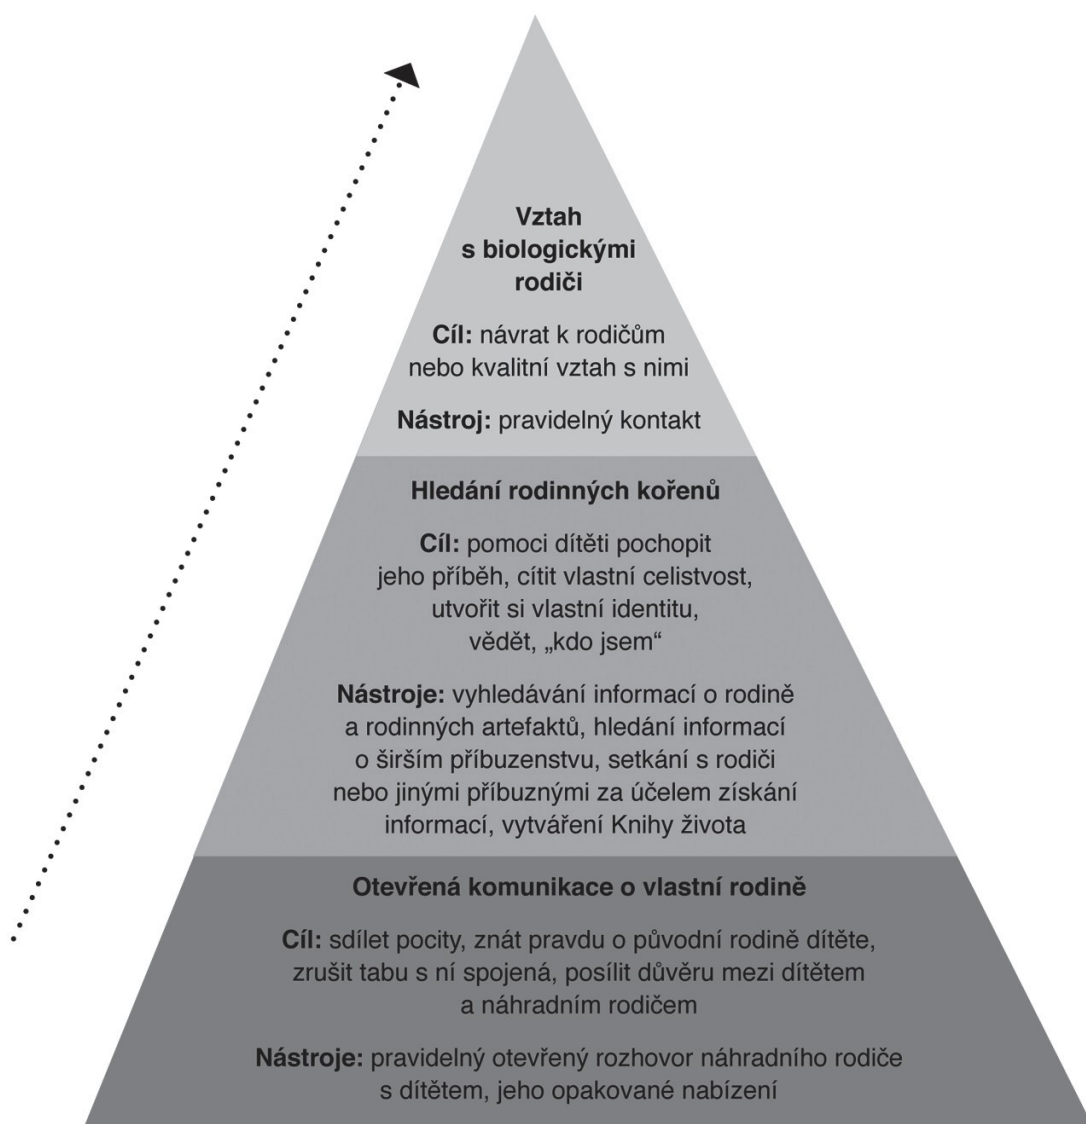 Vztah
s biologickými
rodiči
Cíl: návrat k rodičům
nebo kvalitní vztah s nimi
Nástroj: pravidelný kontakt
Hledání rodinných kořenů
Cíl: pomoci dítěti pochopit
jeho příběh, cítit vlastní celistvost,
utvořit si vlastní identitu,
vědět, „kdo jsem“
Nástroje: vyhledávání informací o rodině
a rodinných artefaktů, hledání informací
o širším příbuzenstvu, setkání s rodiči
nebo jinými příbuznými za účelem získání
informací, vytváření Knihy života
Otevřená komunikace o vlastní rodině
Cíl: sdílet pocity, znát pravdu o původní rodině dítěte,
zrušit tabu s ní spojená, posílit důvěru mezi dítětem
a náhradním rodičem
Nástroje: pravidelný otevřený rozhovor náhradního rodiče
s dítětem, jeho opakované nabízení